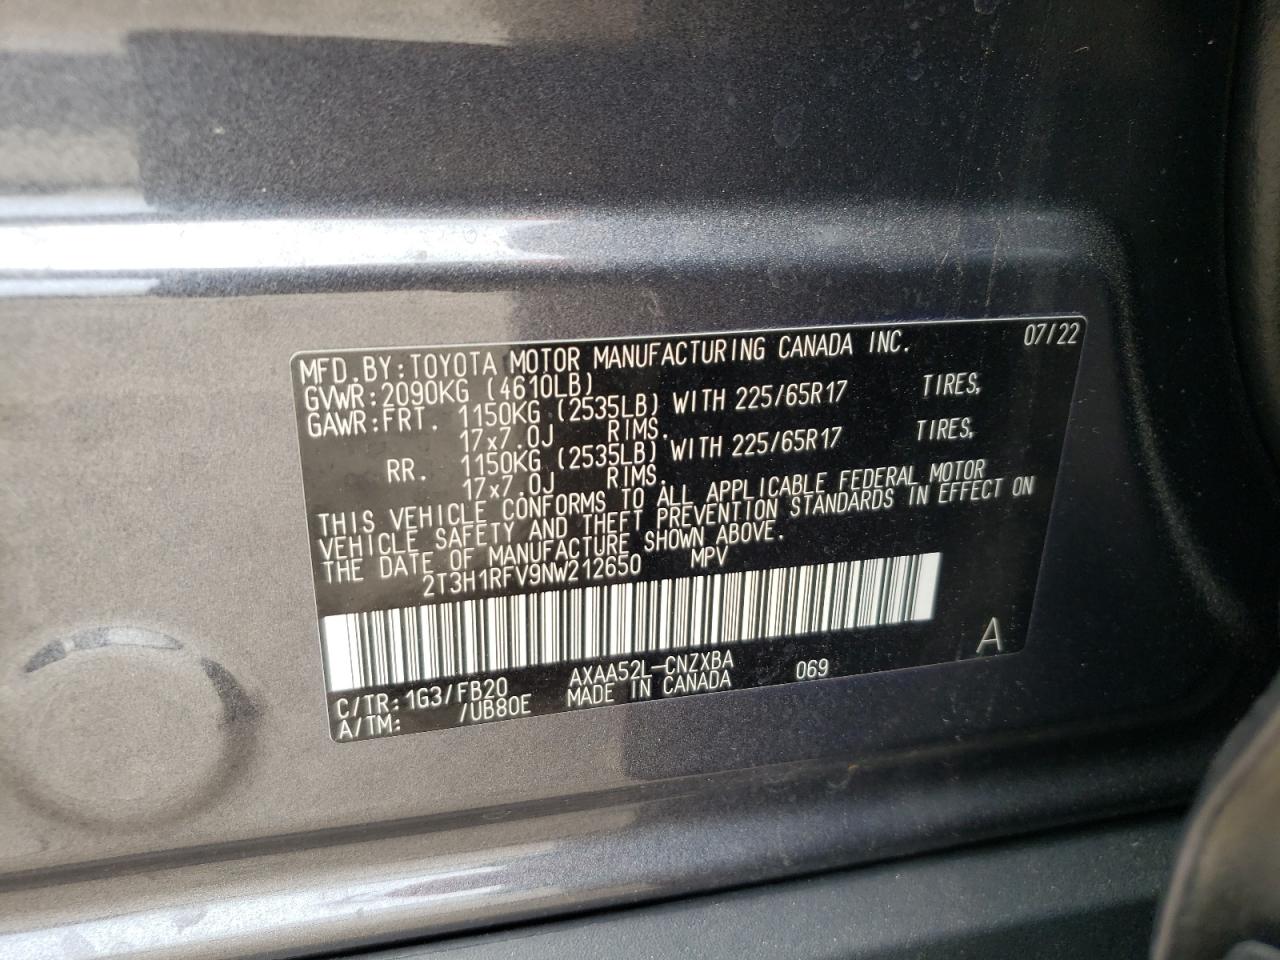 MFD.BY:TOYOTA MOTOR MANUFACTURING CANADA INC. 07/22
GVWR:2090KG (4610LB)
GAWR:FRT. 1150KG (2535LB) WITH 225/65R17 TIRES,
17x7.0J RIMS.
RR. 1150KG (2535LB) WITH 225/65R17 TIRES,
17x7.0J RIMS.
THIS VEHICLE CONFORMS TO ALL APPLICABLE FEDERAL MOTOR
VEHICLE SAFETY AND THEFT PREVENTION STANDARDS IN EFFECT ON
THE DATE OF MANUFACTURE SHOWN ABOVE.
2T3H1RFV9NW212650 MPV
A
C/TR:1G3/FB20 AXAA52L-CNZXBA 069
A/TM: /UB80E MADE IN CANADA